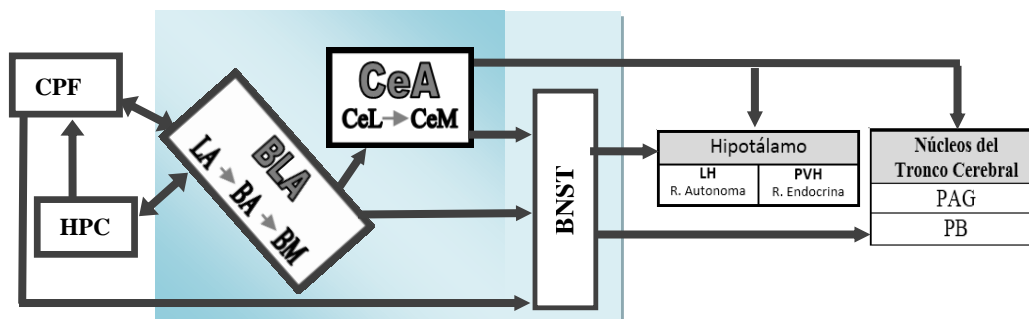 CPF
HPC
LA → BA → BM
BLA
CeA
CeL → CeM
BNST
Hipotálamo
LH
R. Autonoma
PVH
R. Endocrina
Núcleos del
Tronco Cerebral
PAG
PB